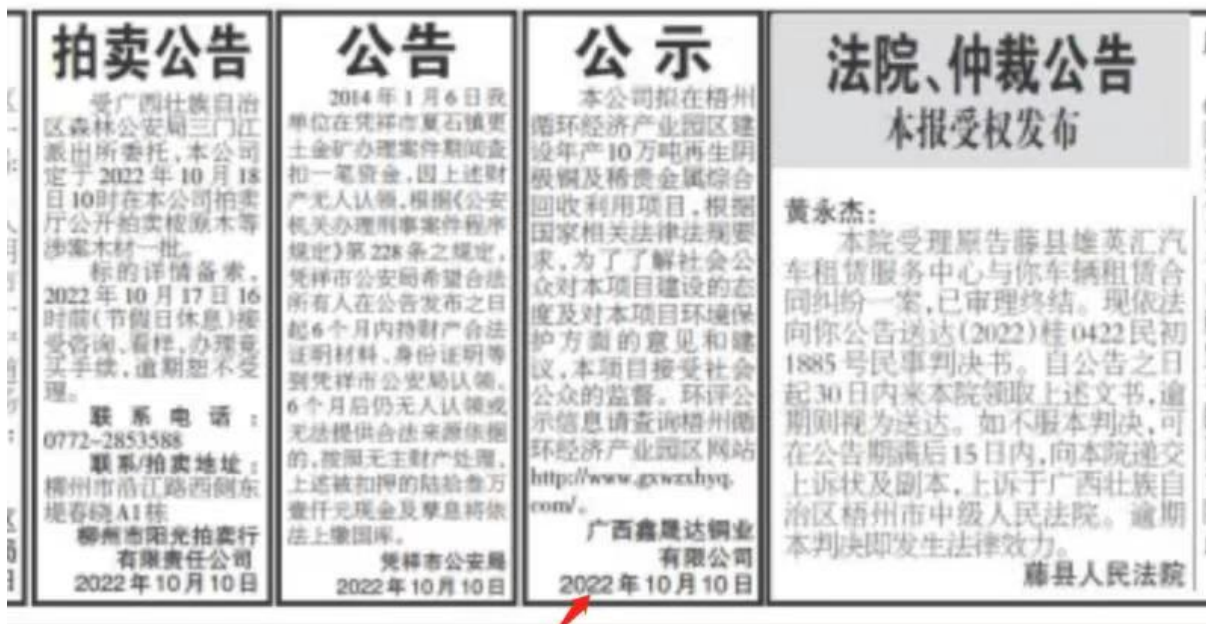 拍卖公告
受广西壮族自治
区森林公安局三门江
派出所委托,本公司
定于2022年10月18
日10时在本公司拍卖
厅公开拍卖桉原木等
涉案木材一批。
标的详情备索。
2022年10月17日16
时前(节假日休息)接
受咨询、看样、办理竞
买手续,逾期恕不受
理。
联系电话:
0772-2853588
联系/拍卖地址:
柳州市沿江路西侧东
堤春晓A1栋
柳州市阳光拍卖行
有限责任公司
2022年10月10日
公告
2014年1月6日我
单位在凭祥市夏石镇更
土金矿办理案件期间查
扣一笔资金,因上述财
产无人认领,根据《公安
机关办理刑事案件程序
规定》第228条之规定,
凭祥市公安局希望合法
所有人在公告发布之日
起6个月内持财产合法
证明材料、身份证明等
到凭祥市公安局认领。
6个月后仍无人认领或
无法提供合法来源依据
的,按照无主财产处理,
上述被扣押的陆拾叁万
壹仟元现金及孳息将依
法上缴国库。
凭祥市公安局
2022年10月10日
公示
本公司拟在梧州
循环经济产业园区建
设年产10万吨再生阴
极铜及稀贵金属综合
回收利用项目,根据
国家相关法律法规要
求,为了了解社会公
众对本项目建设的态
度及对本项目环境保
护方面的意见和建
议,本项目接受社会
公众的监督。环评公
示信息请查询梧州循
环经济产业园区网站
http://www.gxwzxhyq.
com/。
广西鑫晟达铜业
有限公司
2022年10月10日
法院、仲裁公告
本报受权发布
黄永杰:
本院受理原告藤县雄英汇汽
车租赁服务中心与你车辆租赁合
同纠纷一案,已审理终结。现依法
向你公告送达(2022)桂0422民初
1885号民事判决书。自公告之日
起30日内来本院领取上述文书,逾
期则视为送达。如不服本判决,可
在公告期满后15日内,向本院递交
上诉状及副本,上诉于广西壮族自
治区梧州市中级人民法院。逾期
本判决即发生法律效力。
藤县人民法院